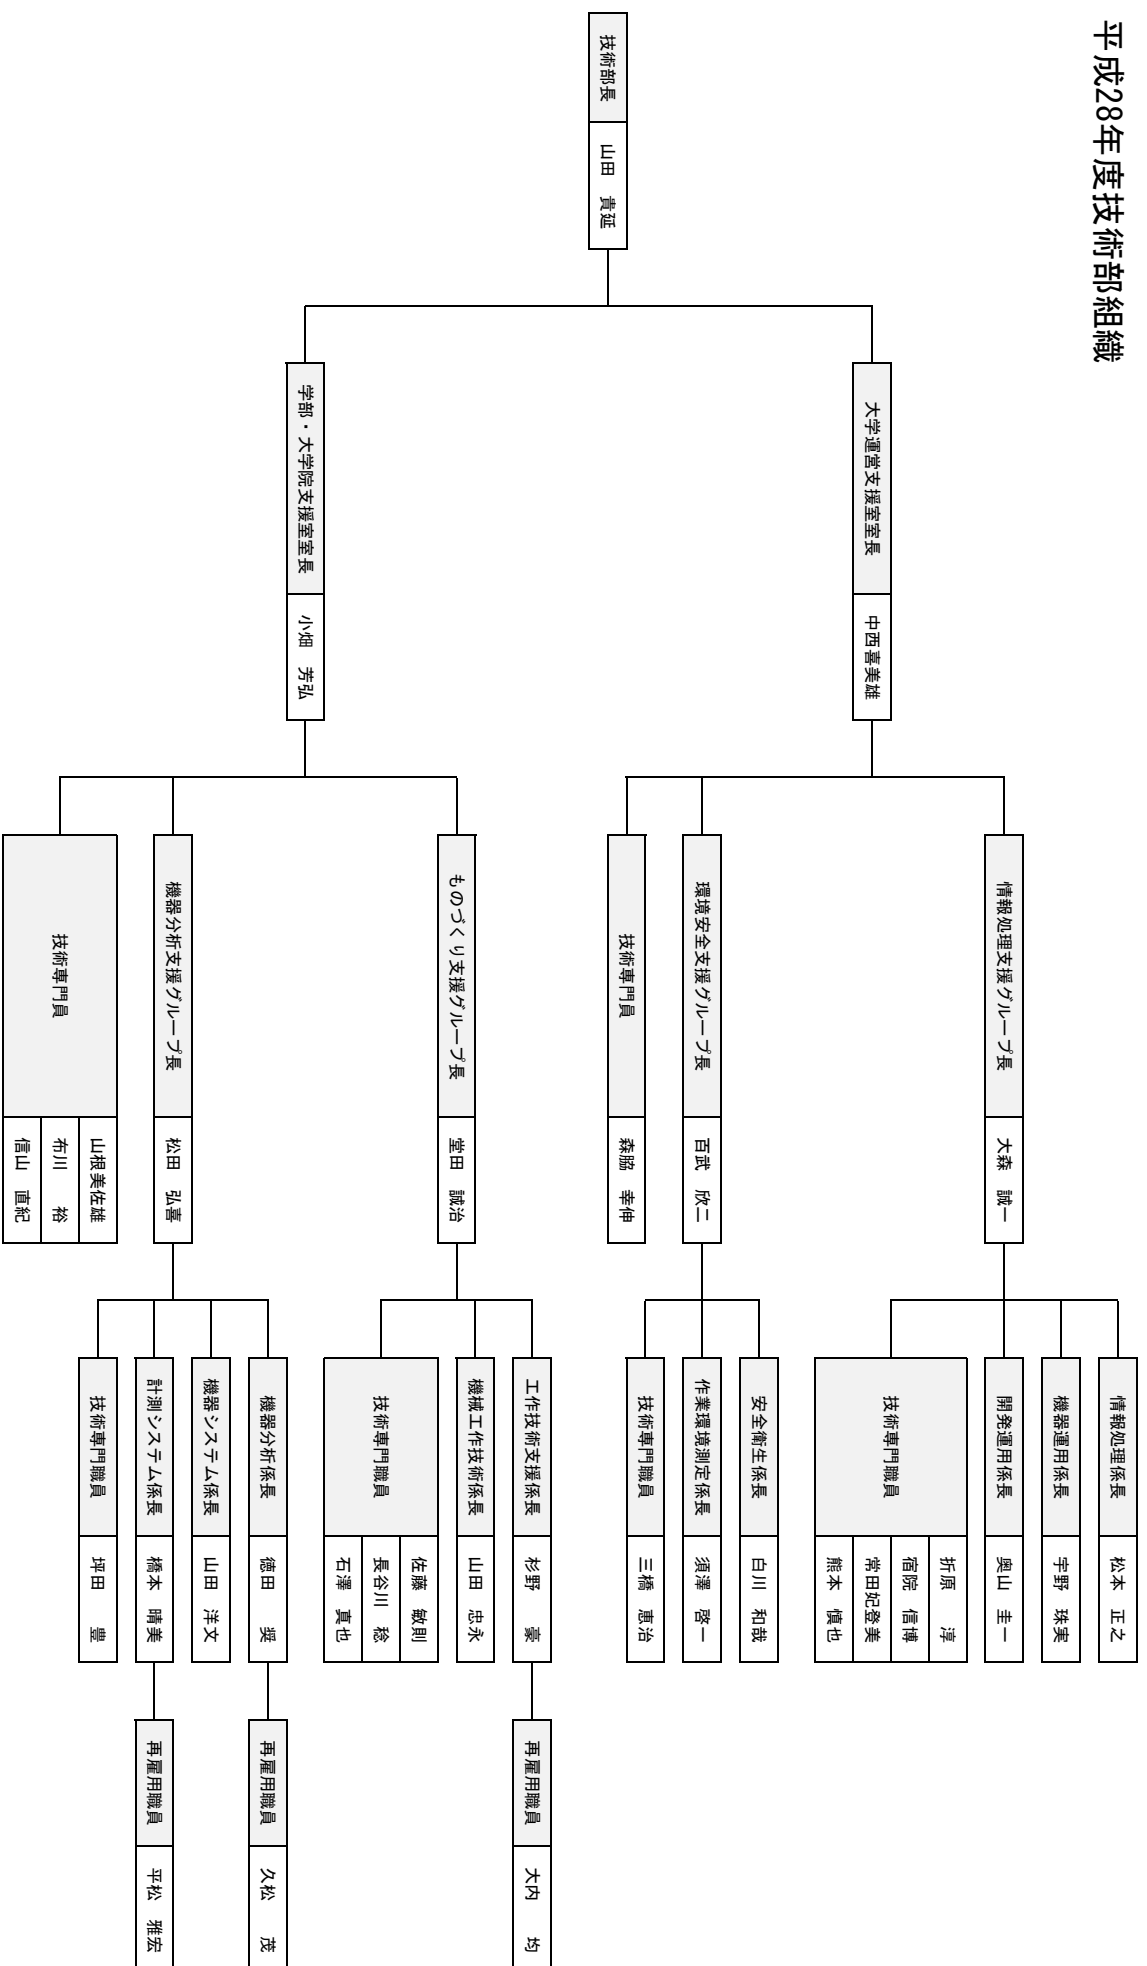 平成28年度技術部組織
技術部長
山田　貴延
大学運営支援室室長
中西喜美雄
情報処理支援グループ長
大森　誠一
情報処理係長
松本　正之
機器運用係長
宇野　珠実
開発運用係長
奥山　圭一
技術専門職員
折原　　淳
宿院　信博
常田妃登美
熊本　慎也
環境安全支援グループ長
百武　欣二
安全衛生係長
白川　和哉
作業環境測定係長
須澤　啓一
技術専門職員
三橋　恵治
技術専門員
森脇　幸伸
学部・大学院支援室室長
小畑　芳弘
ものづくり支援グループ長
堂田　誠治
工作技術支援係長
杉野　　豪
再雇用職員
大内　　均
機械工作技術係長
山田　忠永
技術専門職員
佐藤　敏則
長谷川　稔
石澤　真也
機器分析支援グループ長
松田　弘喜
機器分析係長
徳田　　奨
再雇用職員
久松　　茂
機器システム係長
山田　洋文
計測システム係長
橋本　晴美
再雇用職員
平松　雅宏
技術専門職員
坪田　　豊
技術専門員
山根美佐雄
布川　　裕
信山　直紀